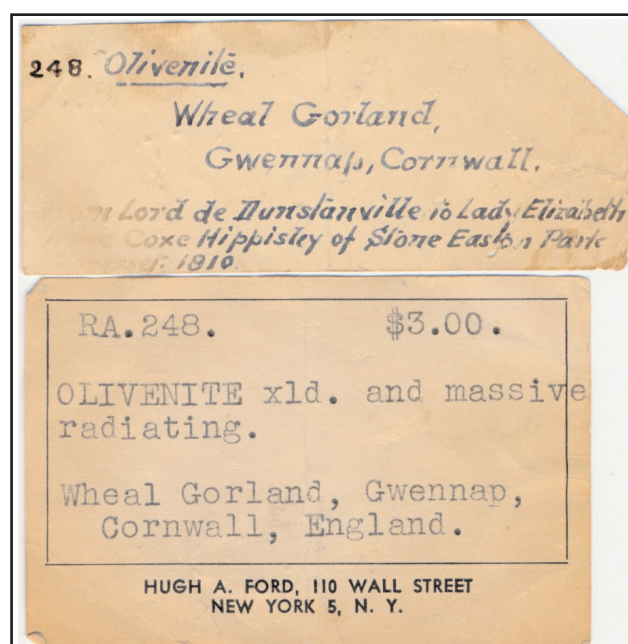 248. Olivenite.
Wheal Gorland,
Gwennap, Cornwall.
From Lord de Dunstanville to Lady Elizabeth
Coxe Hippisley of Stone Easton Park
1810
RA.248. $3.00.
OLIVENITE xld. and massive
radiating.
Wheal Gorland, Gwennap,
Cornwall, England.
HUGH A. FORD, 110 WALL STREET
NEW YORK 5, N. Y.